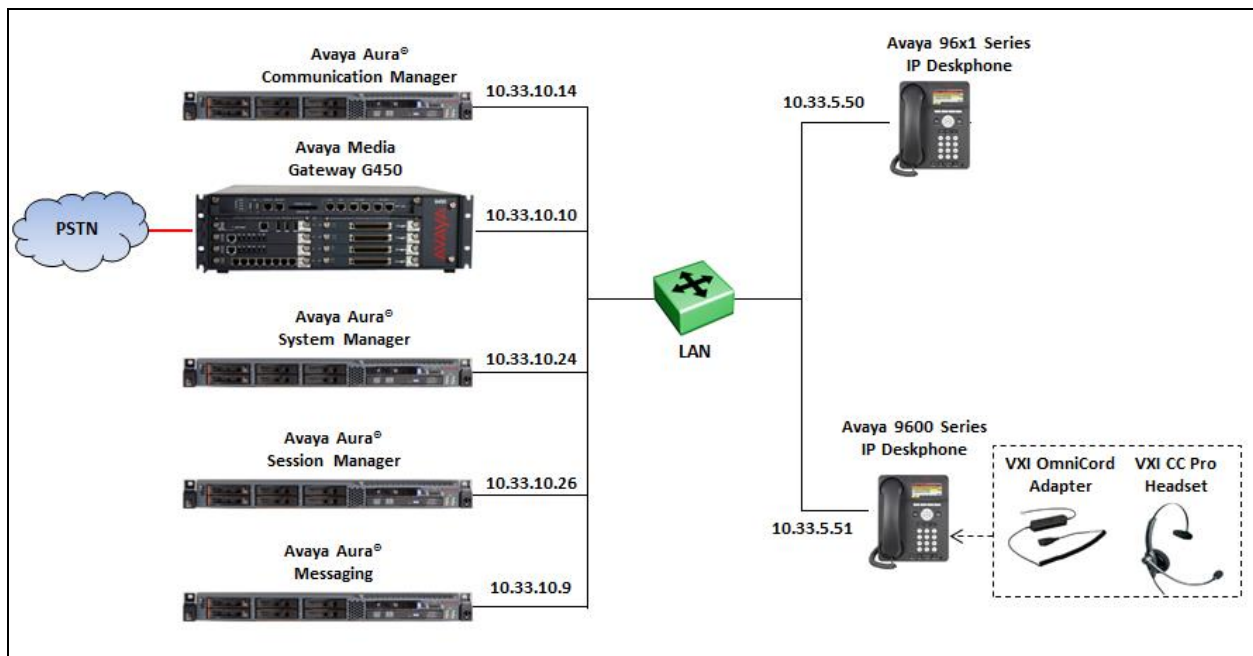 Avaya Aura®
Communication Manager
10.33.10.14
Avaya Media
Gateway G450
10.33.10.10
PSTN
AVAYA
Avaya Aura®
System Manager
10.33.10.24
Avaya Aura®
Session Manager
10.33.10.26
Avaya Aura®
Messaging
10.33.10.9
LAN
Avaya 96x1 Series
IP Deskphone
10.33.5.50
Avaya 9600 Series
IP Deskphone
10.33.5.51
VXI OmniCord
Adapter
VXI CC Pro
Headset